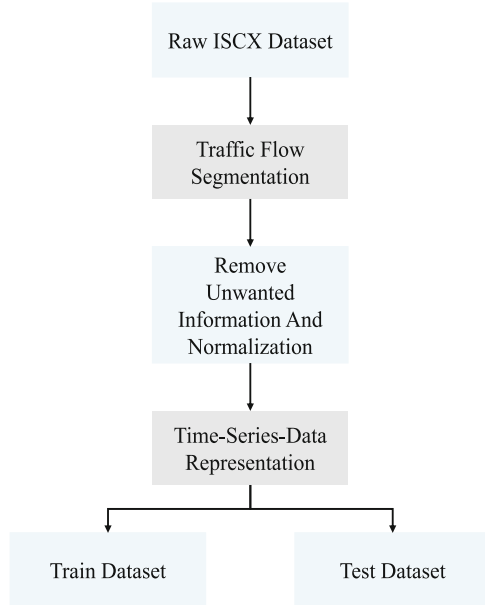 Raw ISCX Dataset
Traffic Flow
Segmentation
Remove
Unwanted
Information And
Normalization
Time-Series-Data
Representation
Train Dataset
Test Dataset